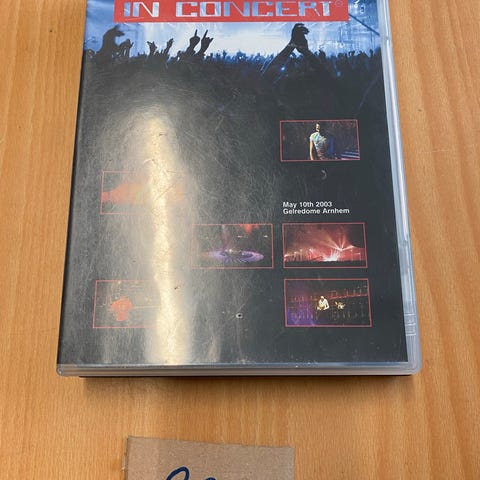 IN CONCERT
May 10th 2003
Gelredome Arnhem